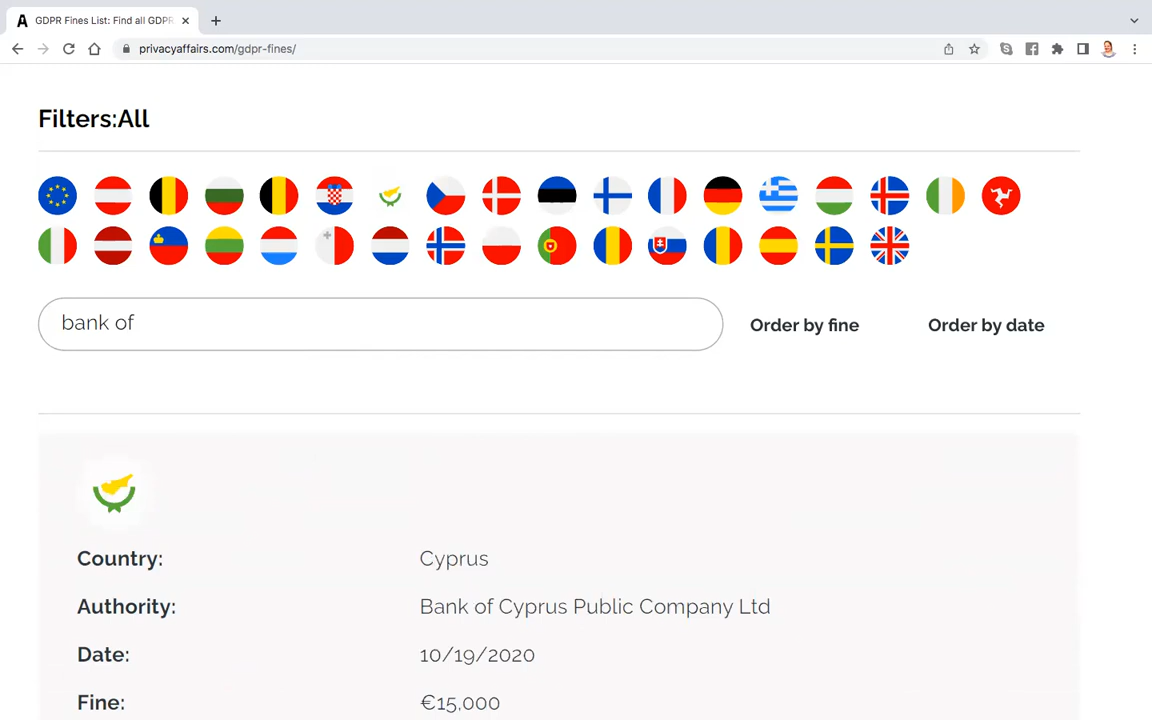 A GDPR Fines List: Find all GDPR
privacyaffairs.com/gdpr-fines/
Filters:All
bank of
Order by fine
Order by date
Country: Cyprus
Authority: Bank of Cyprus Public Company Ltd
Date: 10/19/2020
Fine: €15,000